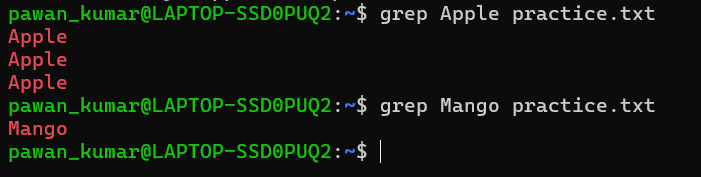 pawan_kumar@LAPTOP-SSD0PUQ2:~$ grep Apple practice.txt
Apple
Apple
Apple
pawan_kumar@LAPTOP-SSD0PUQ2:~$ grep Mango practice.txt
Mango
pawan_kumar@LAPTOP-SSD0PUQ2:~$